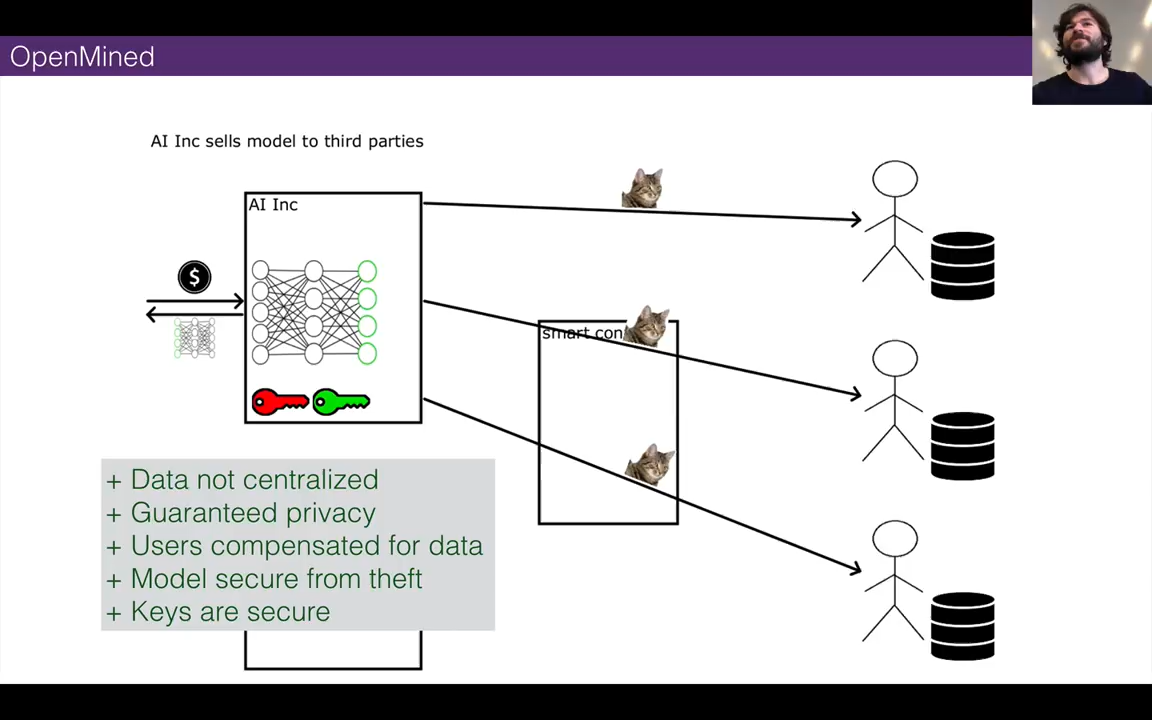 OpenMined
AI Inc sells model to third parties
AI Inc
$
smart con
+ Data not centralized
+ Guaranteed privacy
+ Users compensated for data
+ Model secure from theft
+ Keys are secure